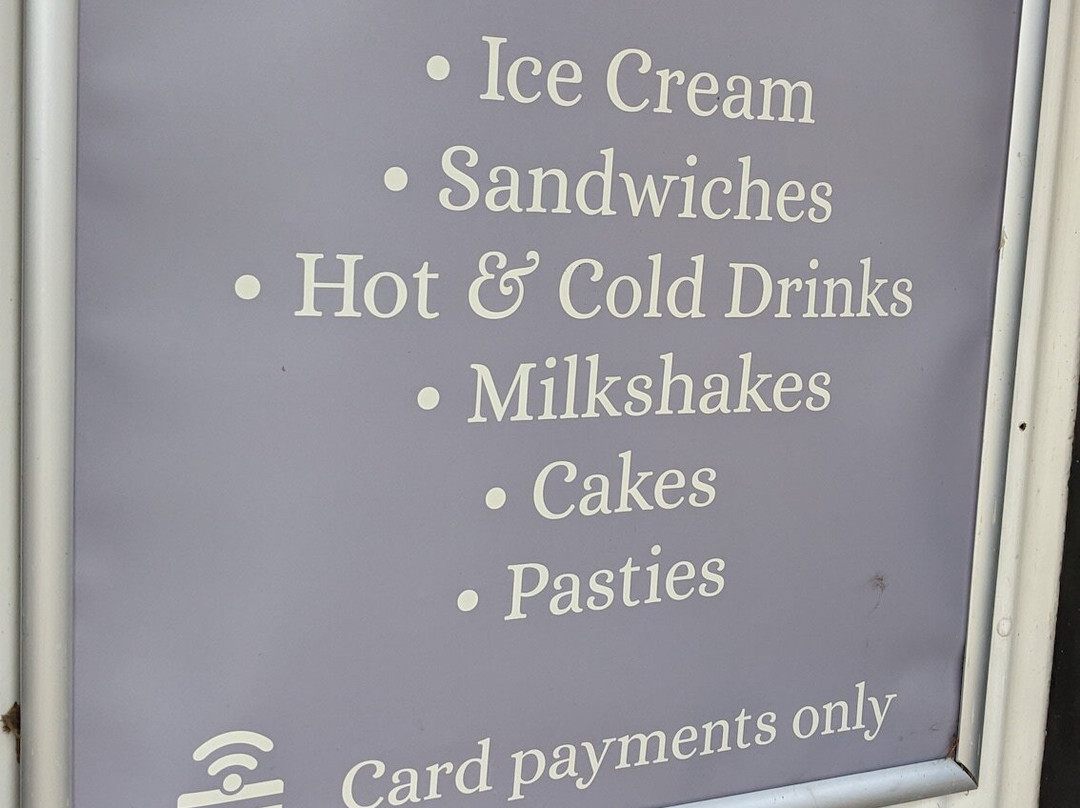 • Ice Cream
• Sandwiches
• Hot & Cold Drinks
• Milkshakes
• Cakes
• Pasties
Card payments only